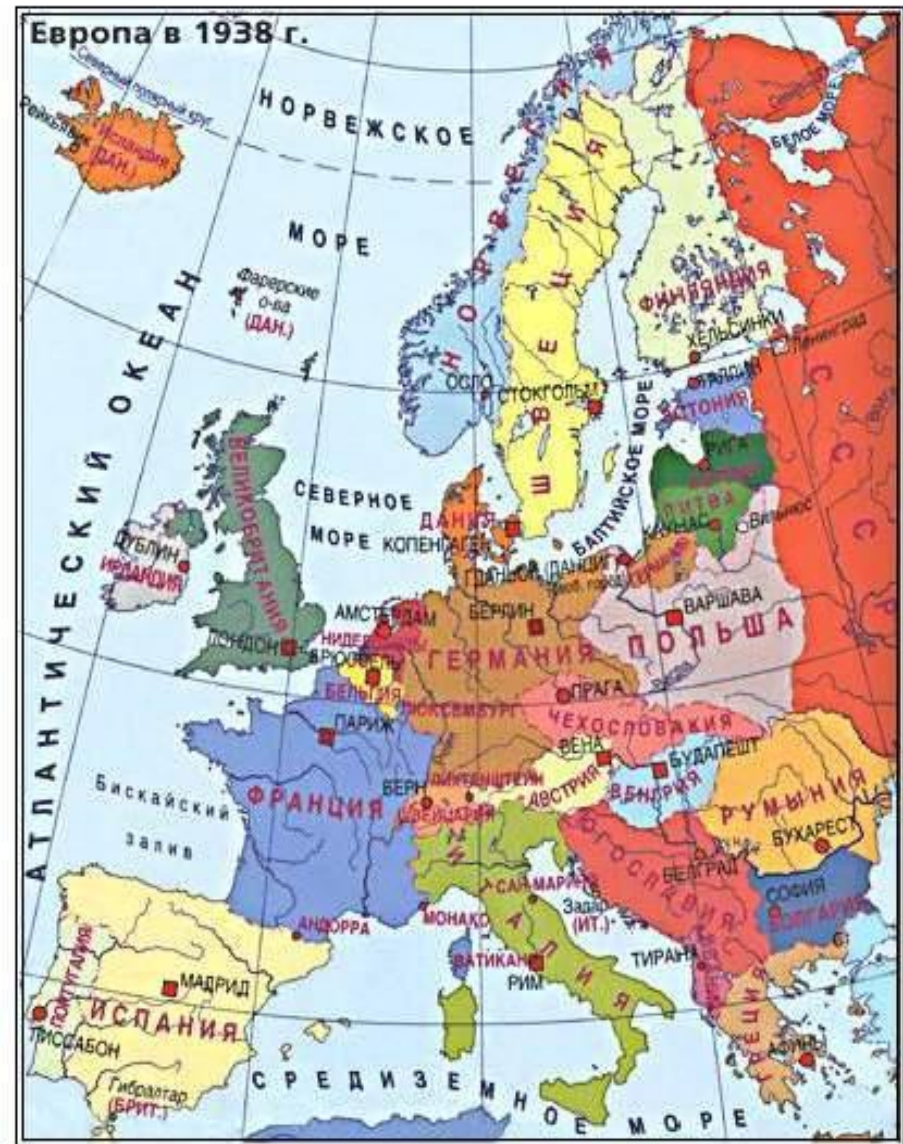 Европа в 1938 г.
Северный полярный круг
НОРВЕЖСКОЕ
МОРЕ
БЕЛОЕ МОРЕ
Исландия
(ДАН.)
Фарерские
о-ва
(ДАН.)
АТЛАНТИЧЕСКИЙ ОКЕАН
НОРВЕГИЯ
ШВЕЦИЯ
ФИНЛЯНДИЯ
ХЕЛЬСИНКИ
Ленинград
ОСЛО
СТОКГОЛЬМ
ТАЛЛИН
ЭСТОНИЯ
СССР
Волга
РИГА
БАЛТИЙСКОЕ МОРЕ
ЛИТВА
КАУНАС
Вильнюс
СЕВЕРНОЕ
МОРЕ
ДАНИЯ
КОПЕНГАГЕН
ВЕЛИКОБРИТАНИЯ
ДУБЛИН
ИРЛАНДИЯ
ЛОНДОН
АМСТЕРДАМ
НИДЕРЛАНДЫ
БРЮССЕЛЬ
БЕЛЬГИЯ
ЛЮКСЕМБУРГ
БЕРЛИН
ГЕРМАНИЯ
ГЕРМАНИЯ
ВАРШАВА
ПОЛЬША
ПРАГА
ЧЕХОСЛОВАКИЯ
ПАРИЖ
ФРАНЦИЯ
БЕРН
ШВЕЙЦАРИЯ
ЛИХТЕНШТЕЙН
ВЕНА
АВСТРИЯ
БУДАПЕШТ
ВЕНГРИЯ
РУМЫНИЯ
БУХАРЕСТ
Бискайский
залив
ЮГОСЛАВИЯ
БЕЛГРАД
СОФИЯ
БОЛГАРИЯ
САН-МАРИНО
Задар
(ИТ.)
МОНАКО
АНДОРРА
ВАТИКАН
РИМ
ИТАЛИЯ
ТИРАНА
ГРЕЦИЯ
АФИНЫ
ПОРТУГАЛИЯ
МАДРИД
ИСПАНИЯ
ЛИССАБОН
Гибралтар
(БРИТ.)
СРЕДИЗЕМНОЕ МОРЕ